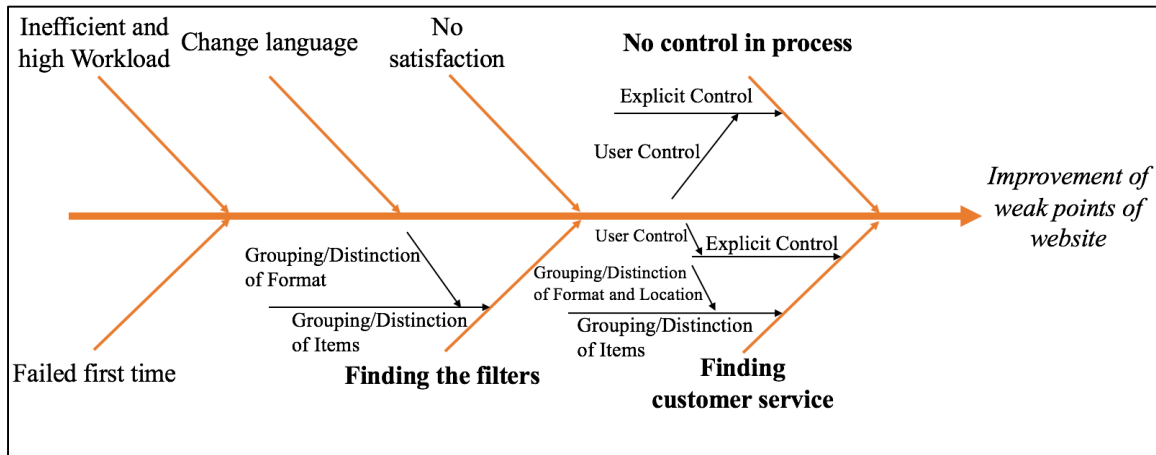 Inefficient and
high Workload
Change language
No
satisfaction
No control in process
Explicit Control
User Control
Improvement of
weak points of
website
User Control
Explicit Control
Grouping/Distinction
of Format
Grouping/Distinction
of Format and Location
Grouping/Distinction
of Items
Grouping/Distinction
of Items
Failed first time
Finding the filters
Finding
customer service